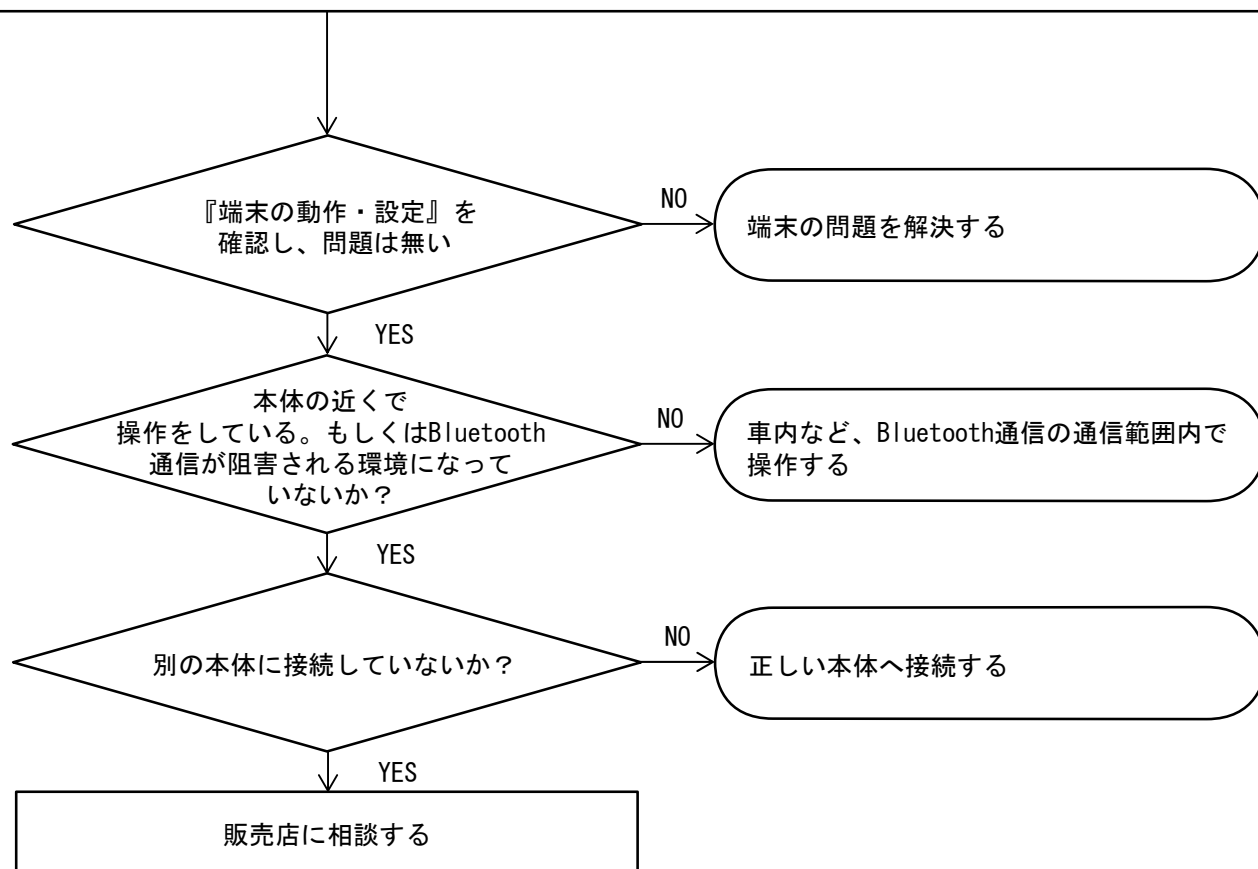 『端末の動作・設定』を
確認し、問題は無い
NO
端末の問題を解決する
YES
本体の近くで
操作をしている。もしくはBluetooth
通信が阻害される環境になって
いないか？
NO
車内など、Bluetooth通信の通信範囲内で
操作する
YES
別の本体に接続していないか？
NO
正しい本体へ接続する
YES
販売店に相談する